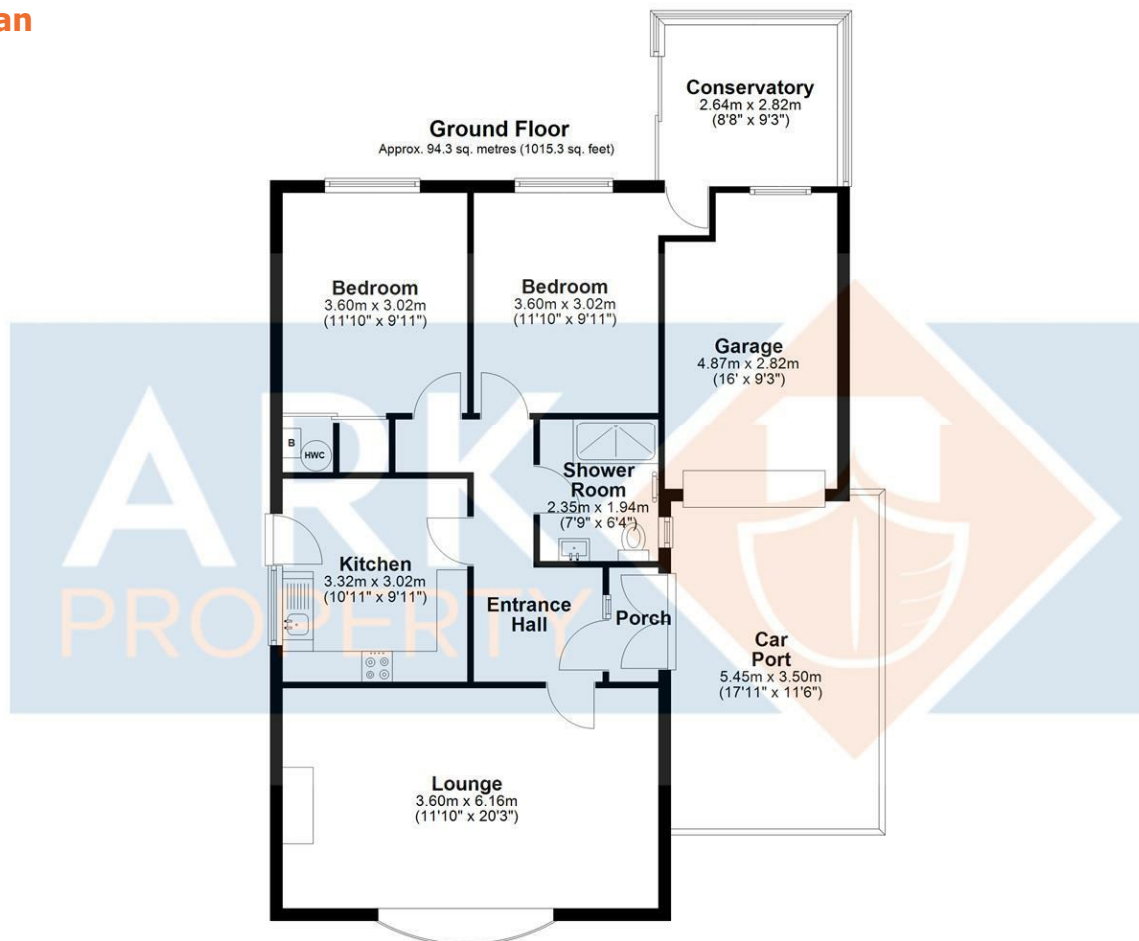 an
Ground Floor
Approx. 94.3 sq. metres (1015.3 sq. feet)
Conservatory
2.64m x 2.82m
(8'8" x 9'3")
Bedroom
3.60m x 3.02m
(11'10" x 9'11")
Bedroom
3.60m x 3.02m
(11'10" x 9'11")
Garage
4.87m x 2.82m
(16' x 9'3")
B
HWC
Shower
Room
2.35m x 1.94m
(7'9" x 6'4")
Kitchen
3.32m x 3.02m
(10'11" x 9'11")
Entrance
Hall
Porch
Car
Port
5.45m x 3.50m
(17'11" x 11'6")
Lounge
3.60m x 6.16m
(11'10" x 20'3")
ARK
PROPERTY